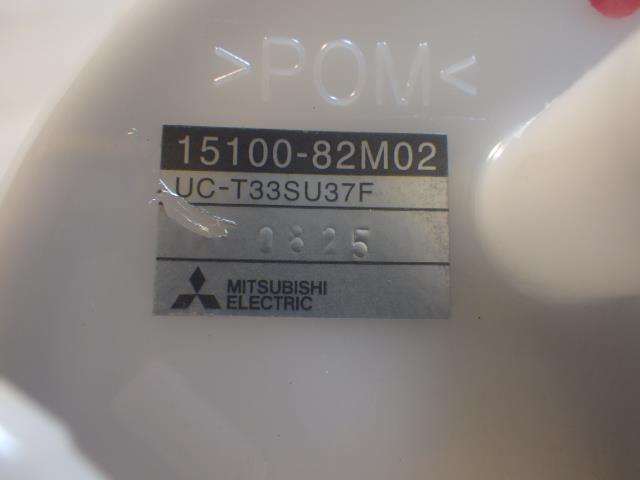 >POM<
15100-82M02
UC-T33SU37F
0825
MITSUBISHI
ELECTRIC